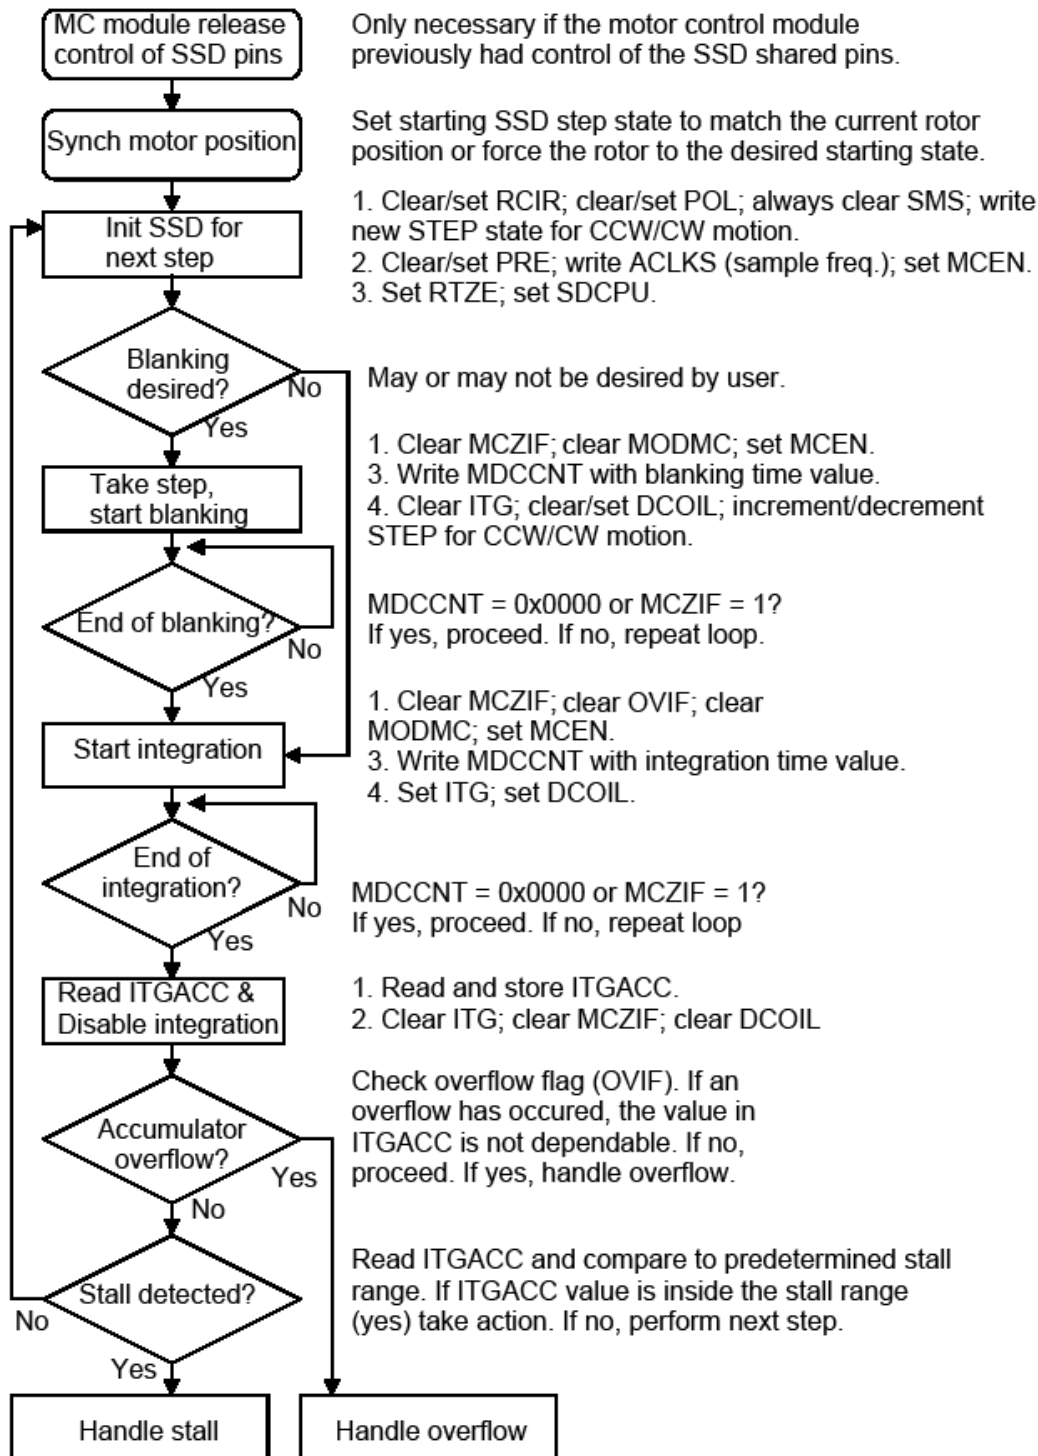 MC module release
control of SSD pins
Only necessary if the motor control module
previously had control of the SSD shared pins.
Synch motor position
Set starting SSD step state to match the current rotor
position or force the rotor to the desired starting state.
Init SSD for
next step
1. Clear/set RCIR; clear/set POL; always clear SMS; write
new STEP state for CCW/CW motion.
2. Clear/set PRE; write ACLKS (sample freq.); set MCEN.
3. Set RTZE; set SDCPU.
Blanking
desired?
No
Yes
May or may not be desired by user.
Take step,
start blanking
1. Clear MCZIF; clear MODMC; set MCEN.
3. Write MDCCNT with blanking time value.
4. Clear ITG; clear/set DCOIL; increment/decrement
STEP for CCW/CW motion.
End of blanking?
No
Yes
MDCCNT = 0x0000 or MCZIF = 1?
If yes, proceed. If no, repeat loop.
Start integration
1. Clear MCZIF; clear OVIF; clear
MODMC; set MCEN.
3. Write MDCCNT with integration time value.
4. Set ITG; set DCOIL.
End of
integration?
No
Yes
MDCCNT = 0x0000 or MCZIF = 1?
If yes, proceed. If no, repeat loop
Read ITGACC &
Disable integration
1. Read and store ITGACC.
2. Clear ITG; clear MCZIF; clear DCOIL
Accumulator
overflow?
Yes
No
Check overflow flag (OVIF). If an
overflow has occured, the value in
ITGACC is not dependable. If no,
proceed. If yes, handle overflow.
Stall detected?
No
Yes
Read ITGACC and compare to predetermined stall
range. If ITGACC value is inside the stall range
(yes) take action. If no, perform next step.
Handle stall
Handle overflow